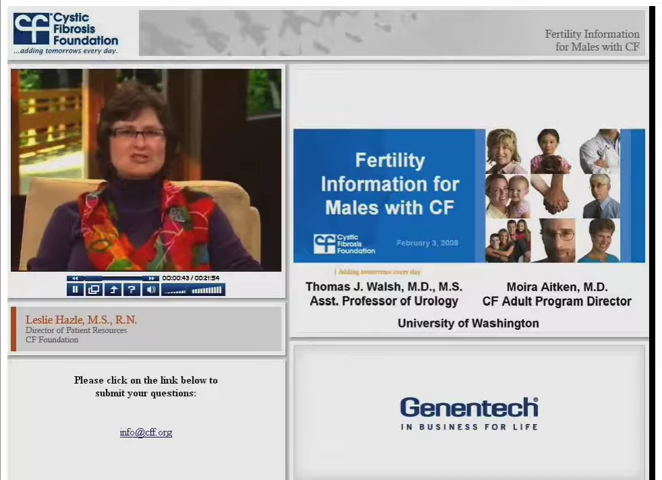 Cystic
Fibrosis
Foundation
...adding tomorrows every day.
Fertility Information
for Males with CF
Fertility
Information for
Males with CF
Cystic
Fibrosis
Foundation
February 3, 2009
Adding tomorrows every day
Thomas J. Walsh, M.D., M.S.
Asst. Professor of Urology
Moira Aitken, M.D.
CF Adult Program Director
University of Washington
00:00:43 / 00:21:54
Leslie Hazle, M.S., R.N.
Director of Patient Resources
CF Foundation
Please click on the link below to
submit your questions:
info@cff.org
Genentech
IN BUSINESS FOR LIFE